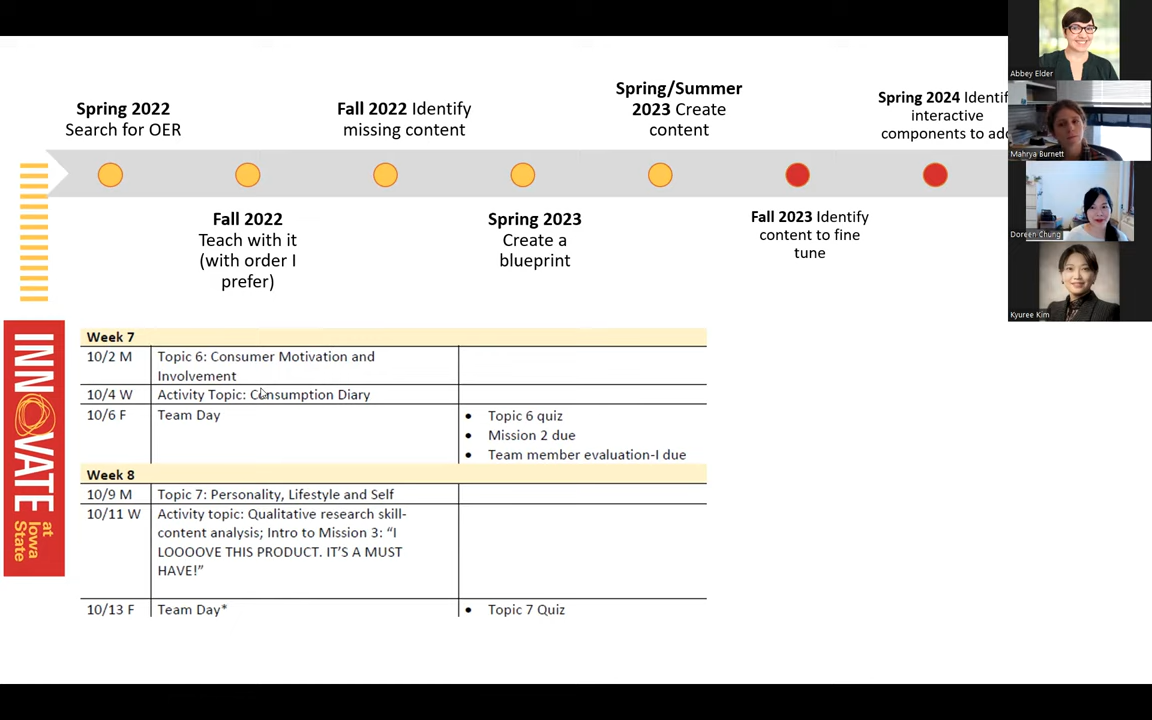 Spring 2022
Search for OER
Fall 2022 Identify
missing content
Spring/Summer
2023 Create
content
Spring 2024 Identif
interactive
components to add
Fall 2022
Teach with it
(with order I
prefer)
Spring 2023
Create a
blueprint
Fall 2023 Identify
content to fine
tune
INNOVATE
at
Iowa
State
Week 7
10/2 M
Topic 6: Consumer Motivation and
Involvement
10/4 W
Activity Topic: Consumption Diary
10/6 F
Team Day
• Topic 6 quiz
• Mission 2 due
• Team member evaluation-I due
Week 8
10/9 M
Topic 7: Personality, Lifestyle and Self
10/11 W
Activity topic: Qualitative research skill-
content analysis; Intro to Mission 3: “I
LOOOOVE THIS PRODUCT. IT’S A MUST
HAVE!”
10/13 F
Team Day*
• Topic 7 Quiz
Abbey Elder
Mahrya Burnett
Doreen Chung
Kyuree Kim